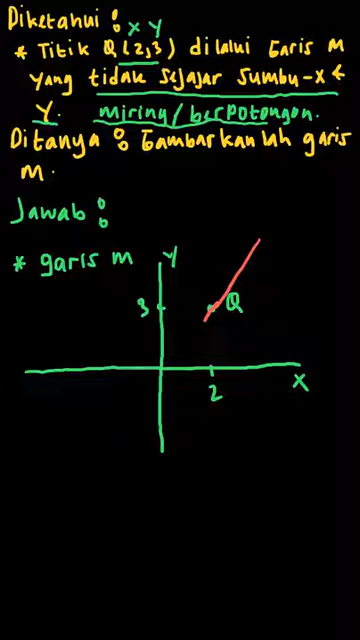 Diketahui :
X Y
* Titik Q (2,3) dilalui Garis M
yang tidak sejajar sumbu-X &
Y. miring/berpotongan.
Ditanya : Gambarkanlah garis
M.
Jawab :
* garis m
Y
3
Q
X
2